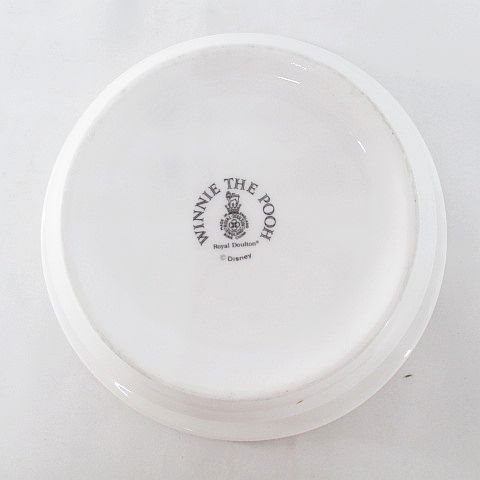 WINNIE THE POOH
Royal Doulton®
© Disney